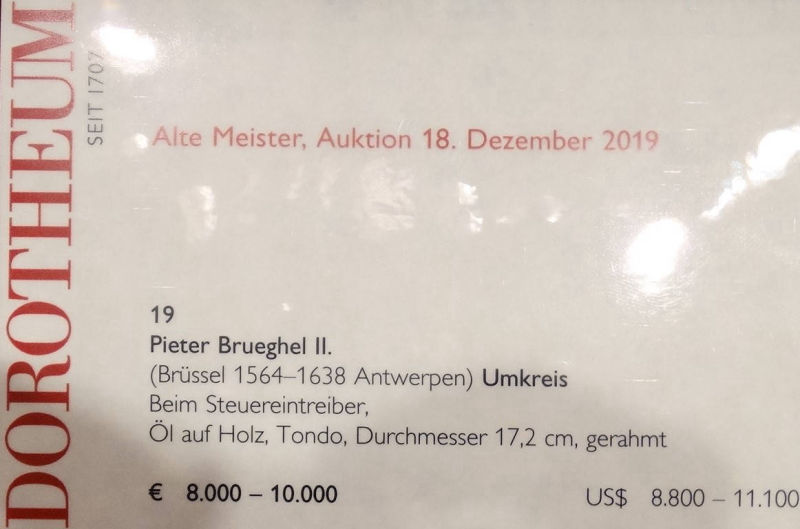 DOROTHEUM
SEIT 1707
Alte Meister, Auktion 18. Dezember 2019
19
Pieter Brueghel II.
(Brüssel 1564–1638 Antwerpen) Umkreis
Beim Steuereintreiber,
Öl auf Holz, Tondo, Durchmesser 17,2 cm, gerahmt
€ 8.000 – 10.000 US$ 8.800 – 11.100